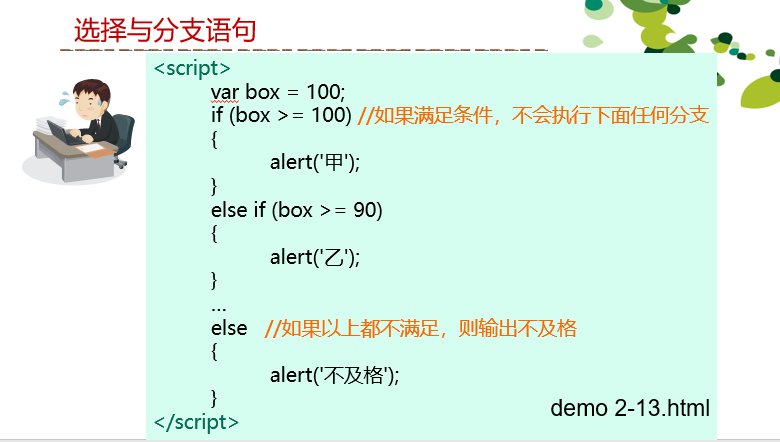 选择与分支语句
<script>
var box = 100;
if (box >= 100) //如果满足条件，不会执行下面任何分支
{
alert('甲');
}
else if (box >= 90)
{
alert('乙');
}
...
else //如果以上都不满足，则输出不及格
{
alert('不及格');
}
</script>
demo 2-13.html